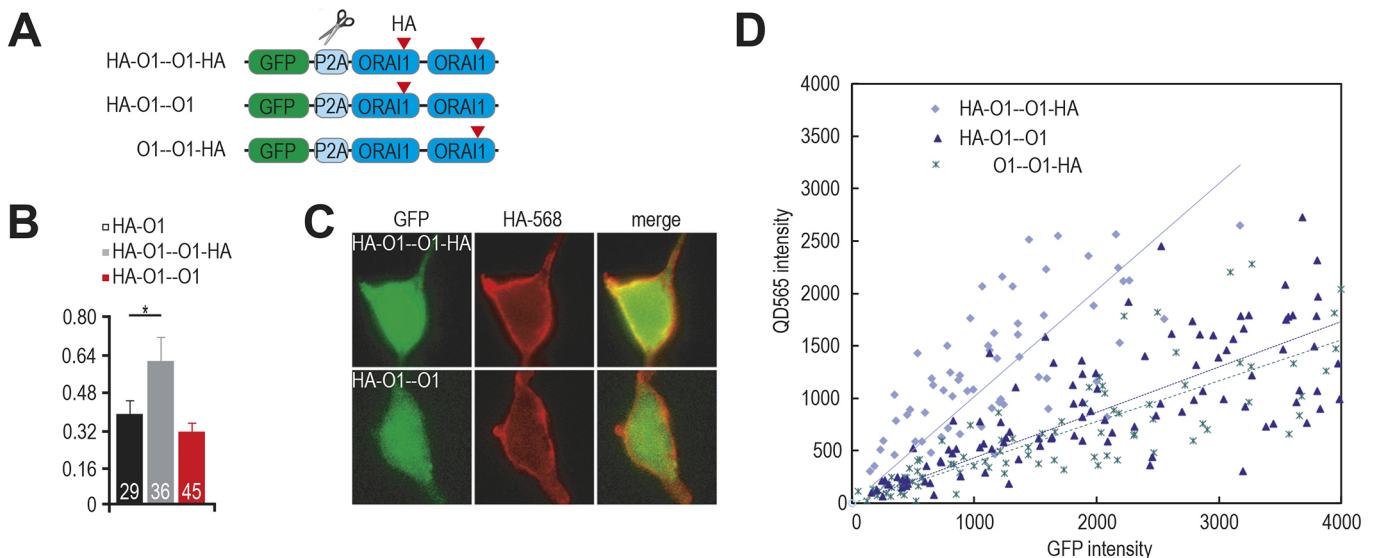 A
HA
HA-O1--O1-HA
GFP P2A ORAI1 ORAI1
HA-O1--O1
GFP P2A ORAI1 ORAI1
O1--O1-HA
GFP P2A ORAI1 ORAI1
B
HA-O1
HA-O1--O1-HA
HA-O1--O1
*
0.80
0.64
0.48
0.32
0.16
0
29 36 45
C
GFP HA-568 merge
HA-O1--O1-HA
HA-O1--O1
D
HA-O1--O1-HA
HA-O1--O1
O1--O1-HA
QD565 intensity
4000
3500
3000
2500
2000
1500
1000
500
0
0 1000 2000 3000 4000
GFP intensity